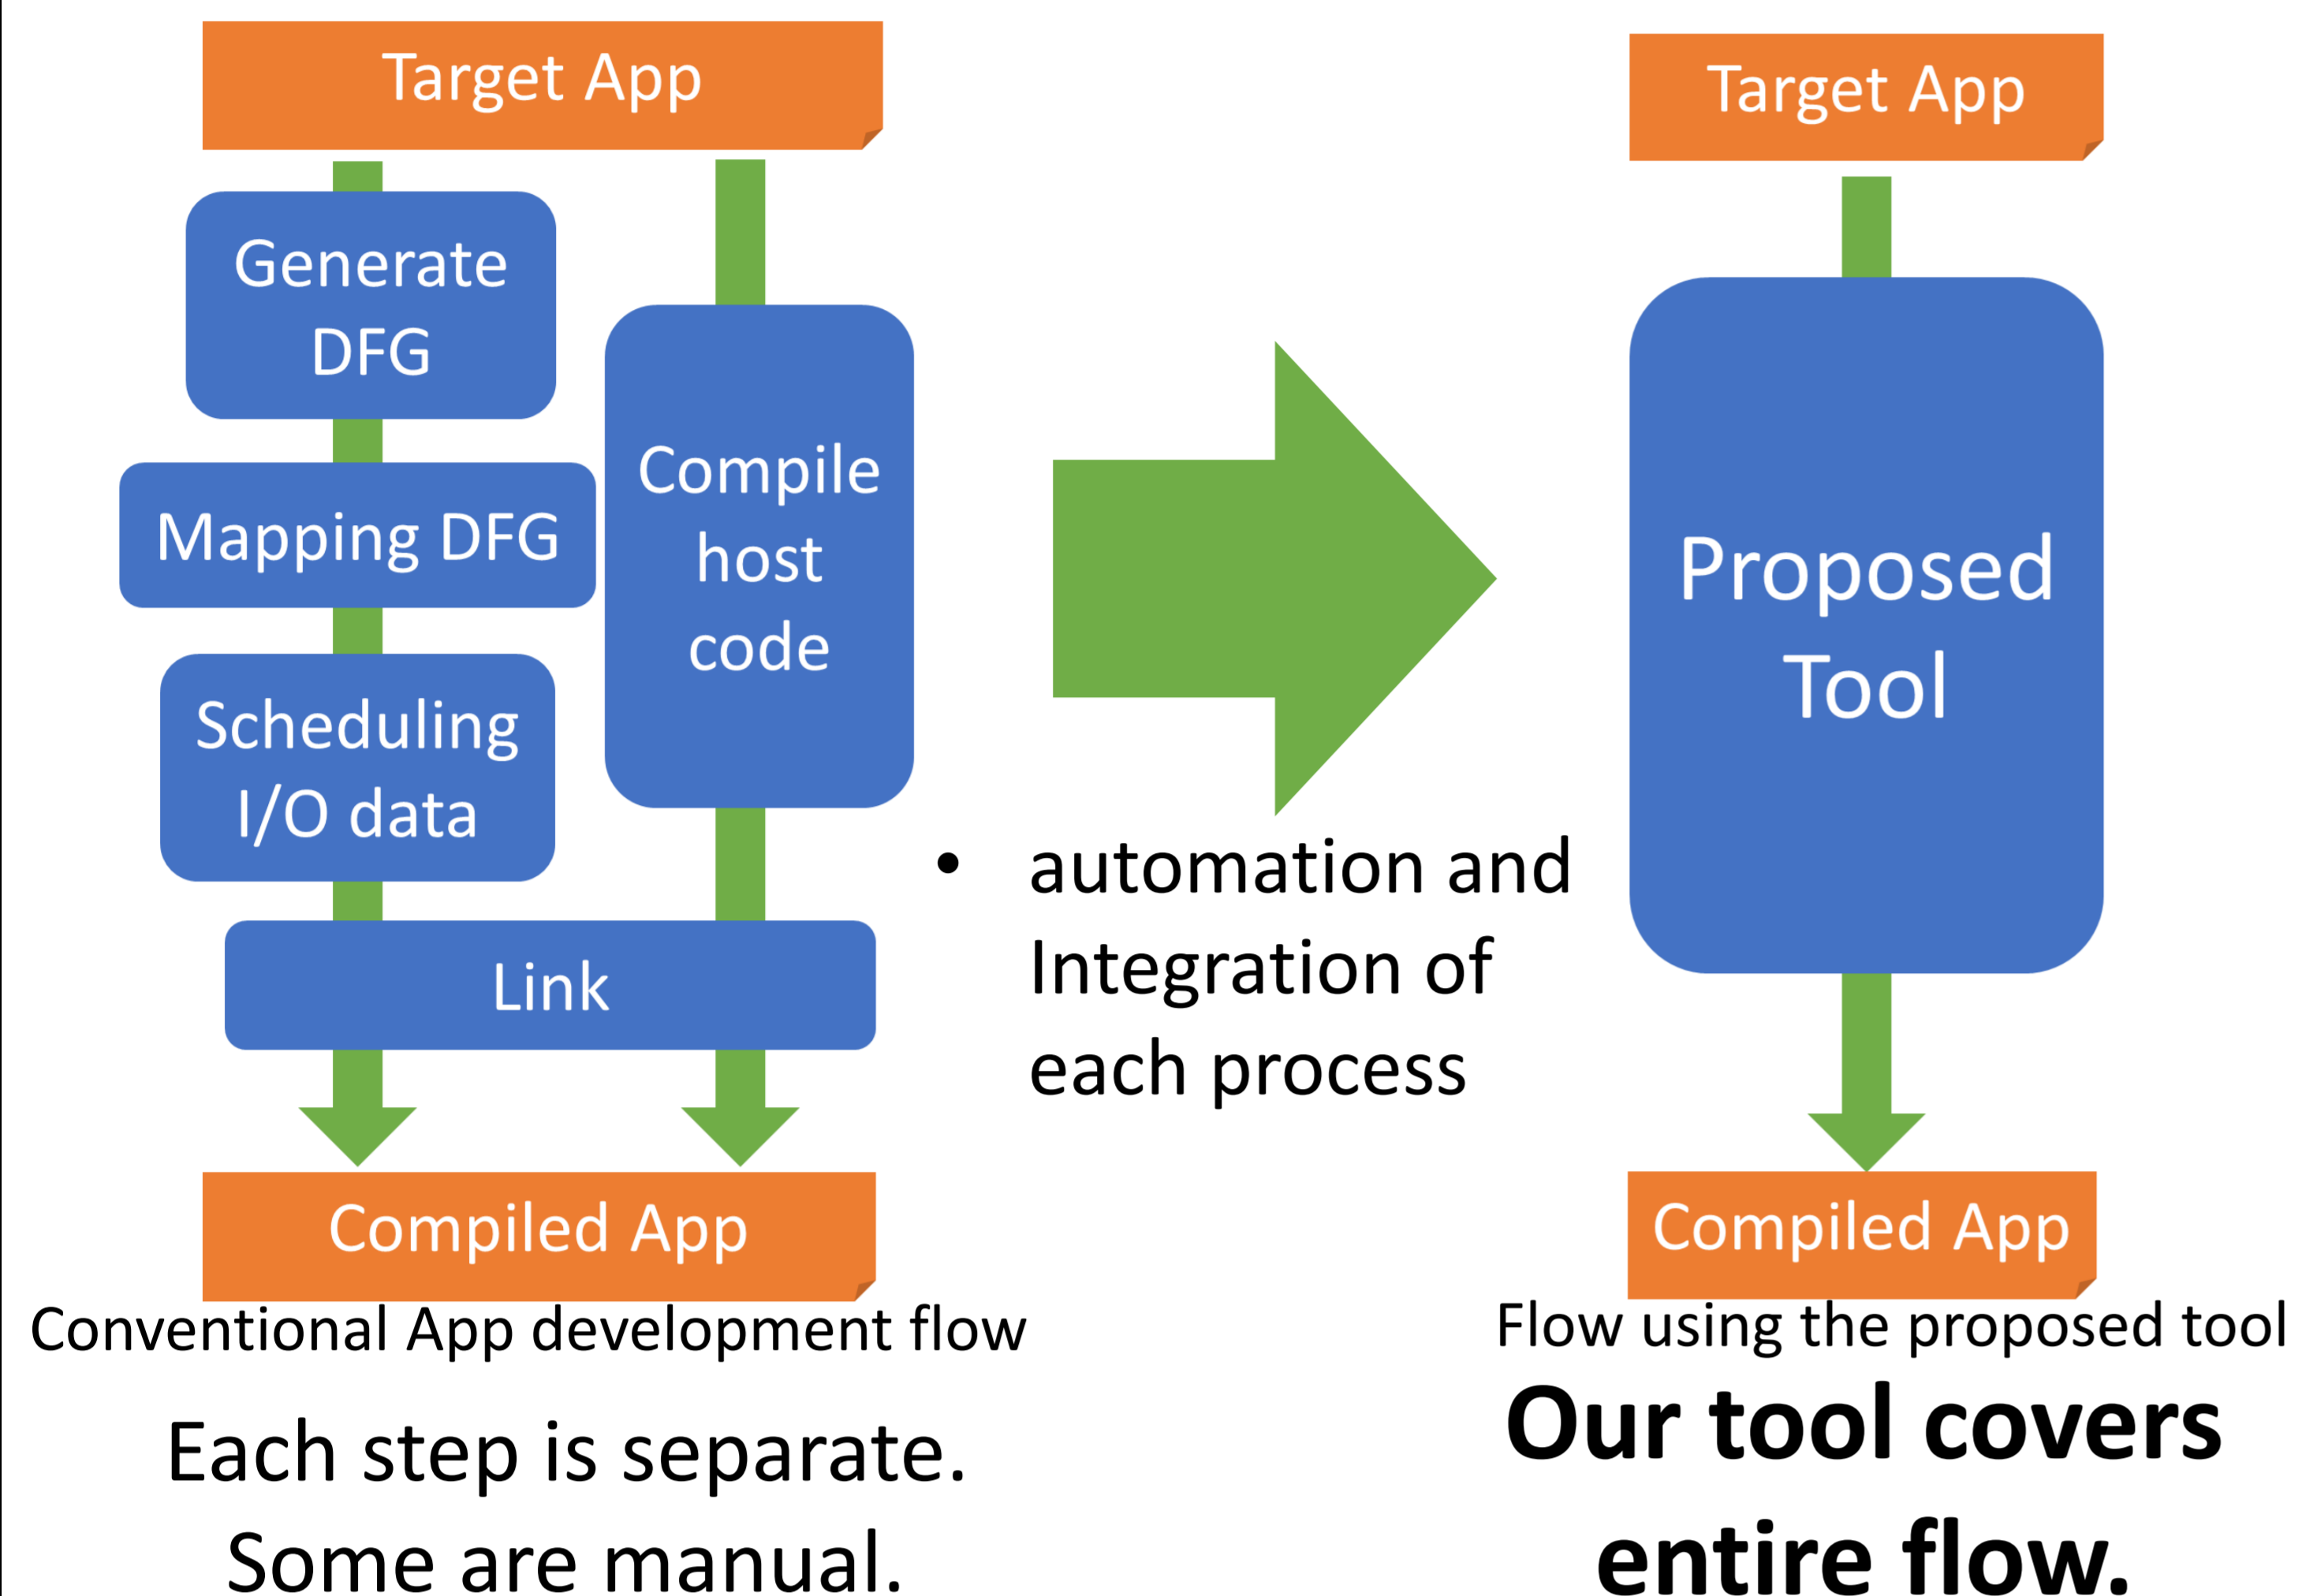 Target App
Generate
DFG
Mapping DFG
Scheduling
I/O data
Compile
host
code
Link
Compiled App
Conventional App development flow
Each step is separate.
Some are manual.
• automation and
Integration of
each process
Target App
Proposed
Tool
Compiled App
Flow using the proposed tool
Our tool covers
entire flow.